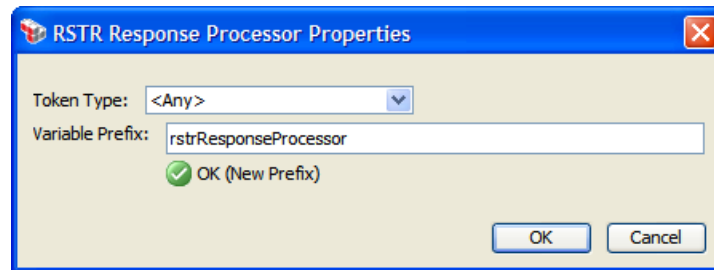 RSTR Response Processor Properties
Token Type: <Any>
Variable Prefix: rstrResponseProcessor
OK (New Prefix)
OK Cancel